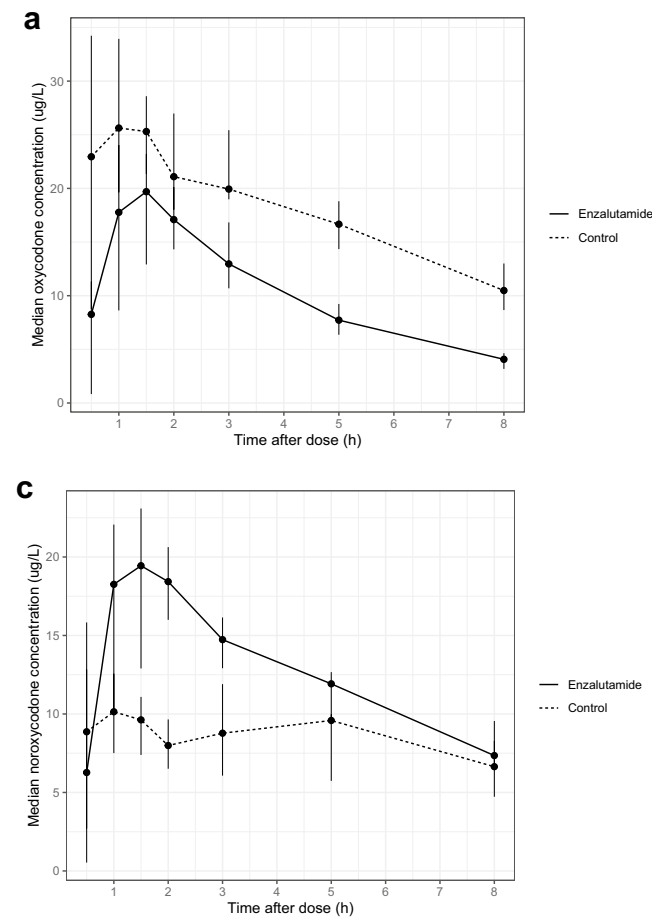 a
Median oxycodone concentration (ug/L)
30
20
10
0
1 2 3 4 5 6 7 8
Time after dose (h)
Enzalutamide
Control
c
Median noroxycodone concentration (ug/L)
20
15
10
5
0
1 2 3 4 5 6 7 8
Time after dose (h)
Enzalutamide
Control